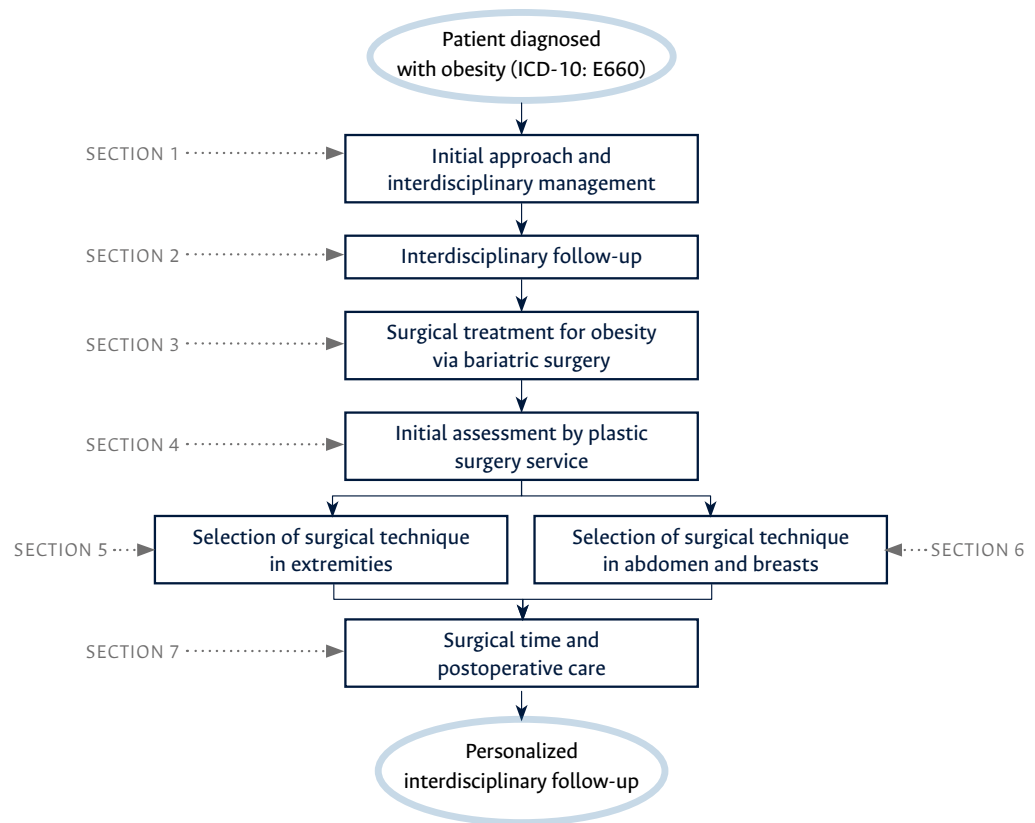 Patient diagnosed
with obesity (ICD-10: E660)
SECTION 1
Initial approach and
interdisciplinary management
SECTION 2
Interdisciplinary follow-up
SECTION 3
Surgical treatment for obesity
via bariatric surgery
SECTION 4
Initial assessment by plastic
surgery service
SECTION 5
Selection of surgical technique
in extremities
Selection of surgical technique
in abdomen and breasts
SECTION 6
SECTION 7
Surgical time and
postoperative care
Personalized
interdisciplinary follow-up